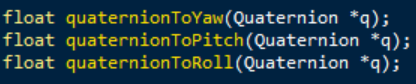 float quaternionToYaw(Quaternion *q);
float quaternionToPitch(Quaternion *q);
float quaternionToRoll(Quaternion *q);